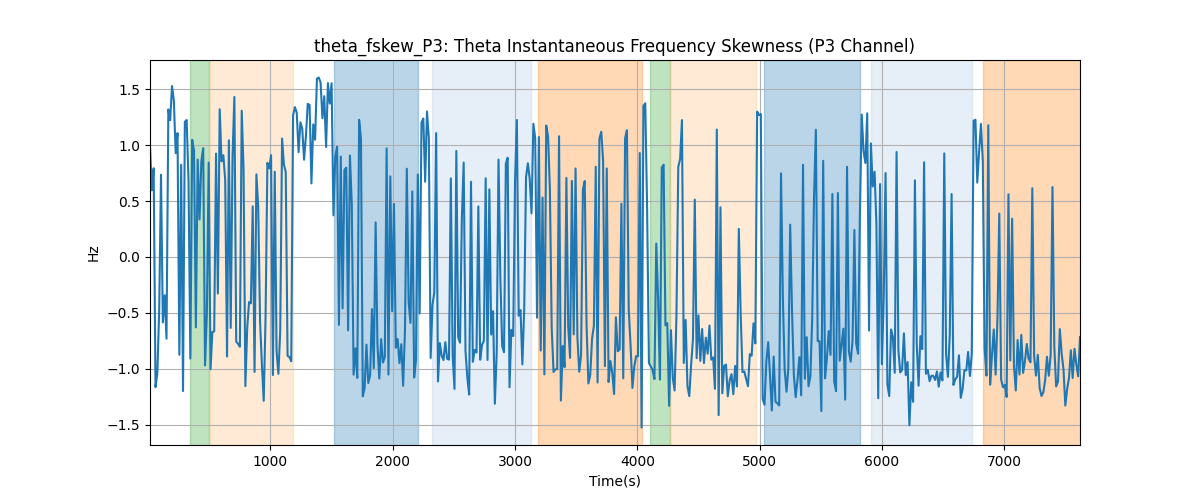 theta_fskew_P3: Theta Instantaneous Frequency Skewness (P3 Channel)
1.5
1.0
0.5
0.0
−0.5
−1.0
−1.5
Hz
1000 2000 3000 4000 5000 6000 7000
Time(s)